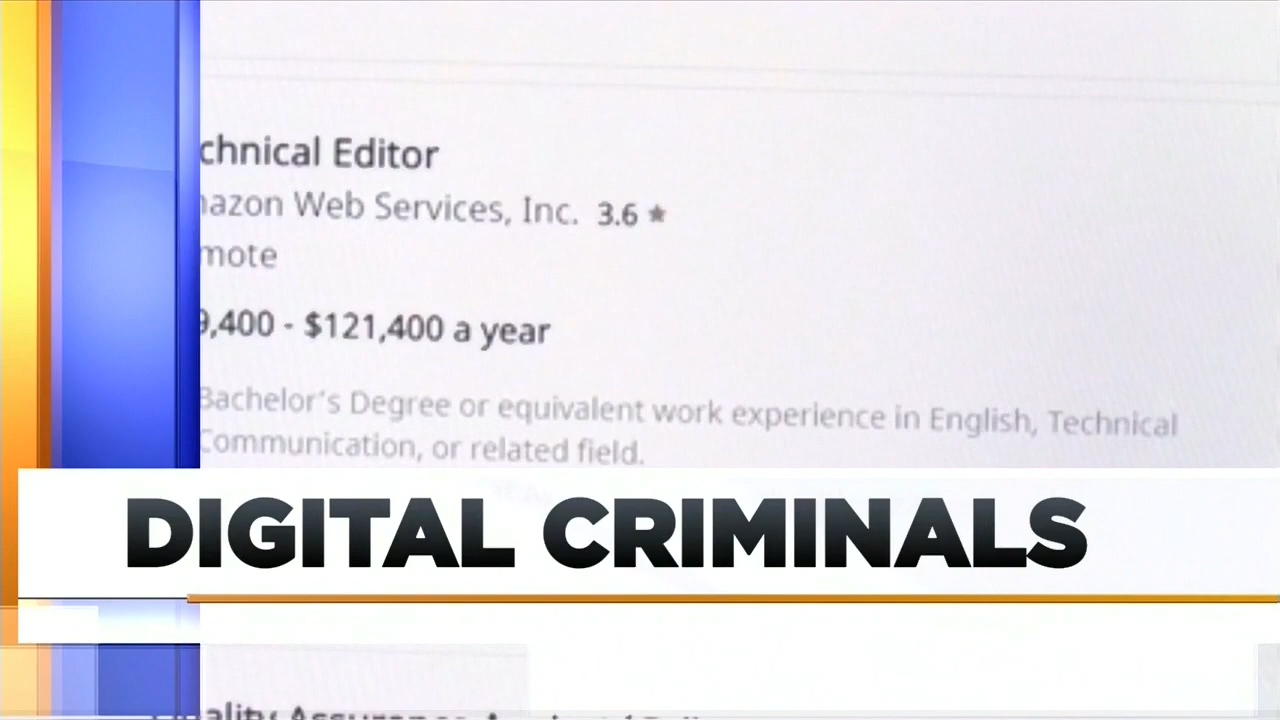 chnical Editor
nazon Web Services, Inc. 3.6 ★
mote
9,400 - $121,400 a year
Bachelor's Degree or equivalent work experience in English, Technical
Communication, or related field.
DIGITAL CRIMINALS